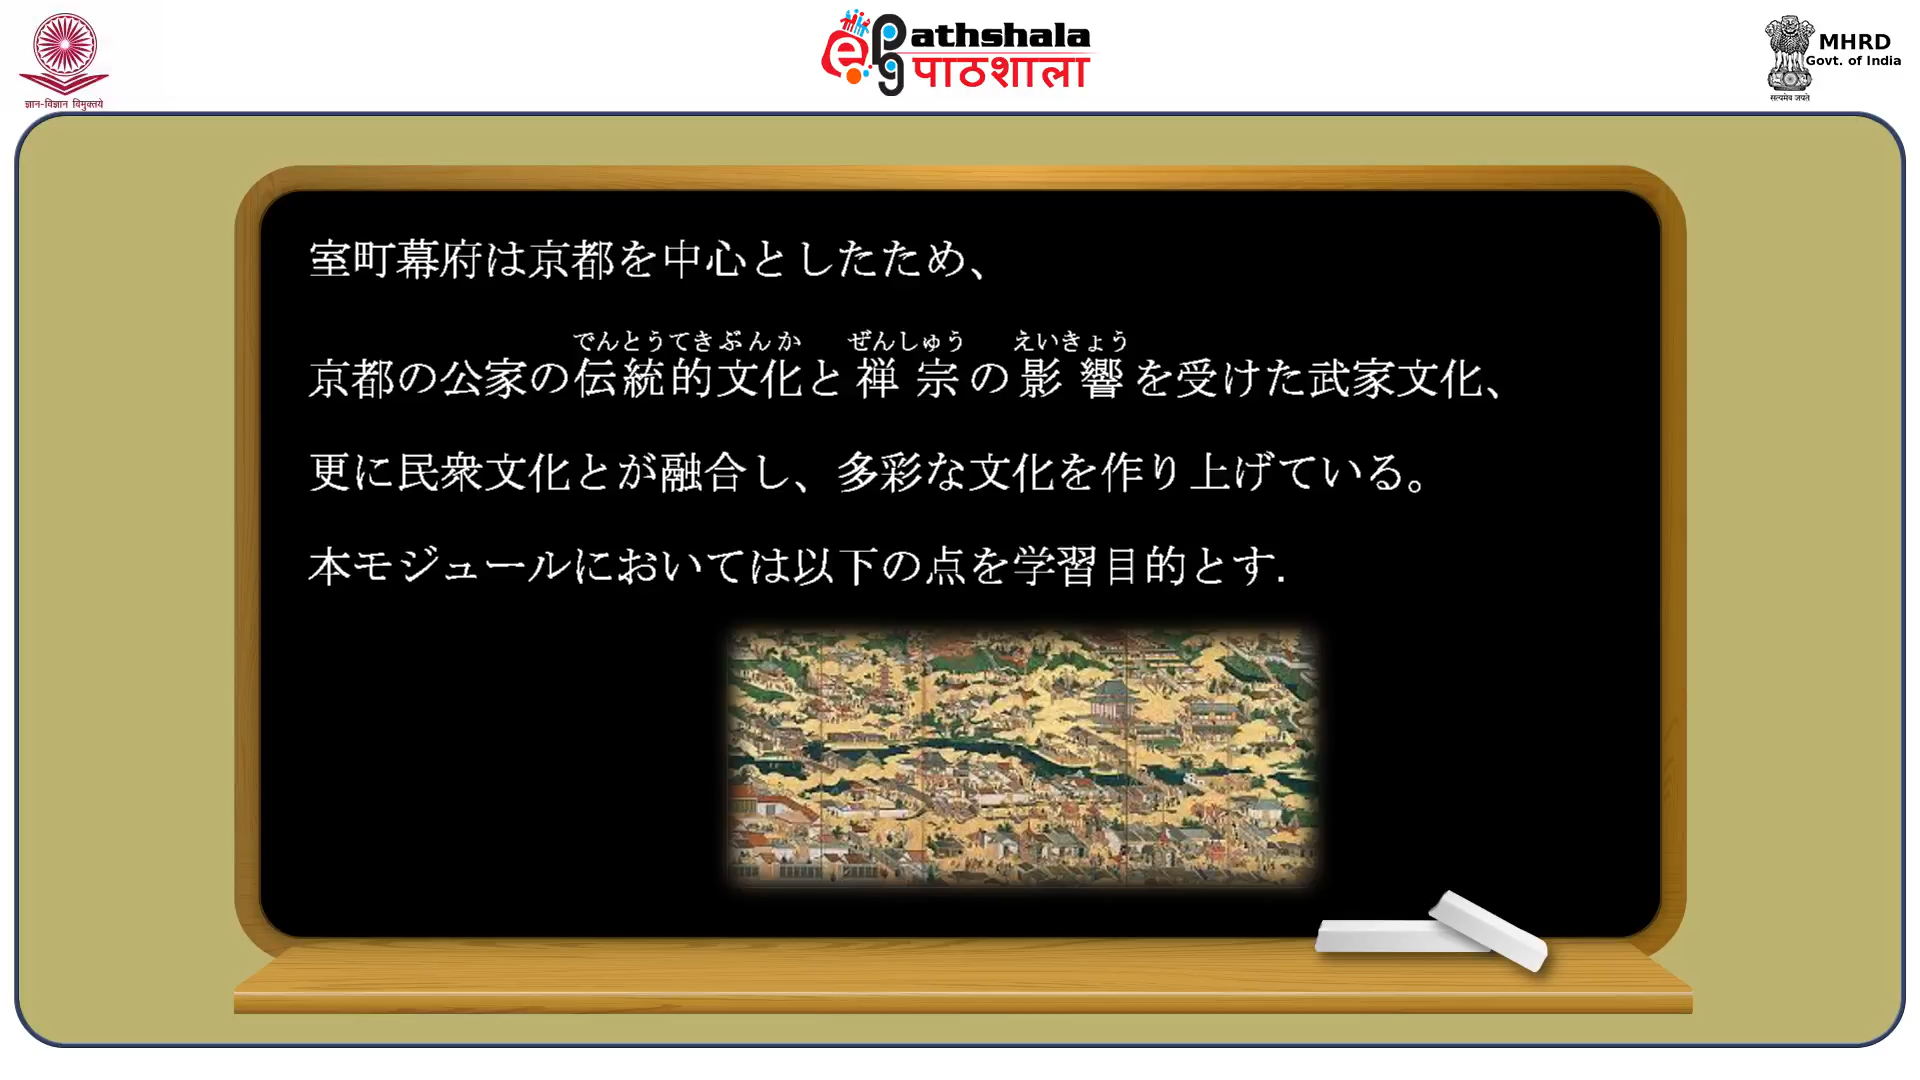 ज्ञान-विज्ञान विमुक्तये
ePathshala
पाठशाला
MHRD
Govt. of India
सत्यमेव जयते
室町幕府は京都を中心としたため、
でんとうてきぶんか ぜんしゅう えいきょう
京都の公家の伝統的文化と禅宗の影響を受けた武家文化、
更に民衆文化とが融合し、多彩な文化を作り上げている。
本モジュールにおいては以下の点を学習目的とす.